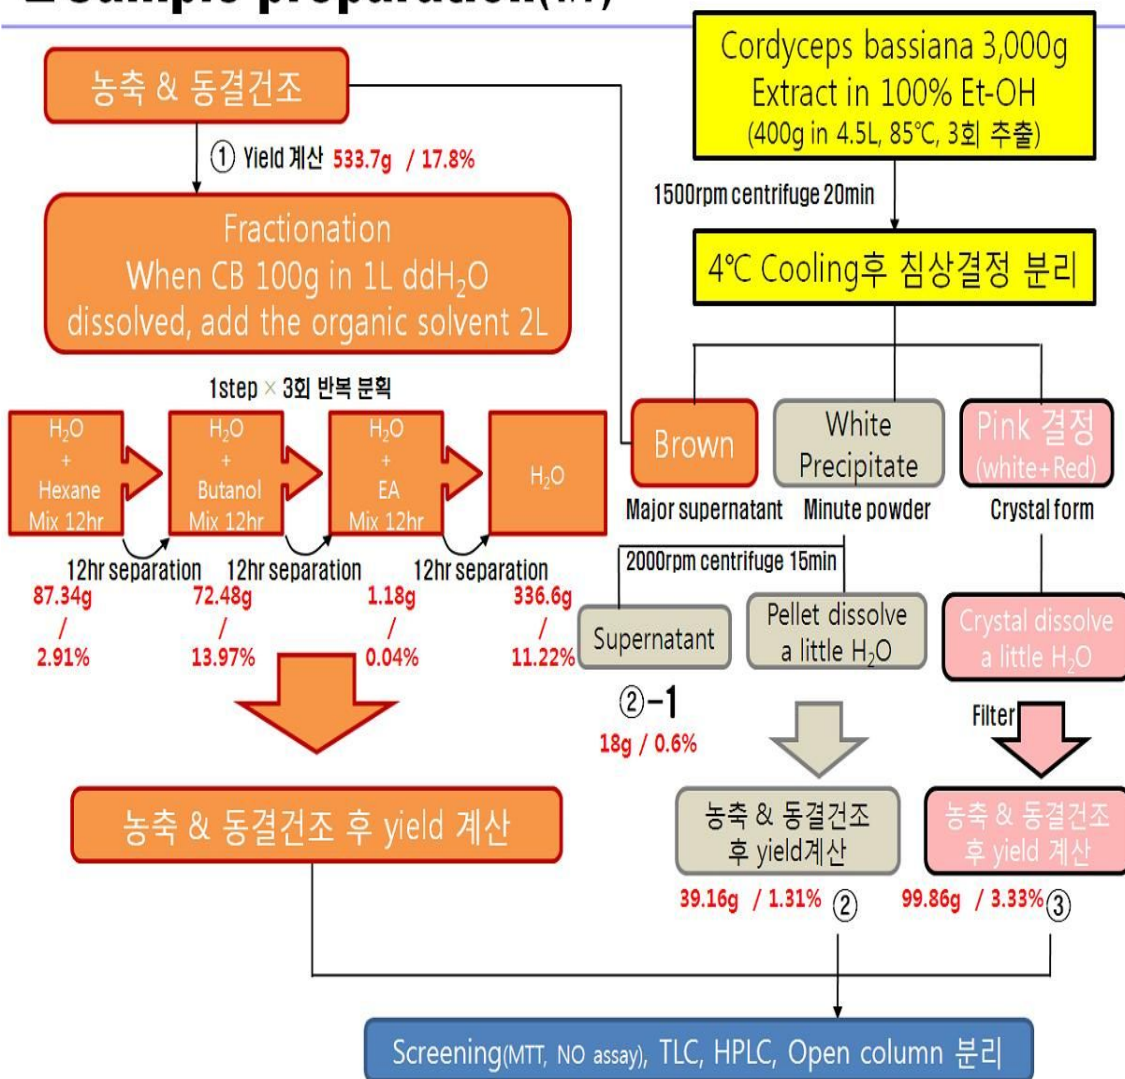 Cordyceps bassiana 3,000g
Extract in 100% Et-OH
(400g in 4.5L, 85℃, 3회 추출)
1500rpm centrifuge 20min
4℃ Cooling후 침상결정 분리
농축 & 동결건조
① Yield 계산 533.7g / 17.8%
Fractionation
When CB 100g in 1L ddH₂O
dissolved, add the organic solvent 2L
1step × 3회 반복 분획
H₂O
+
Hexane
Mix 12hr
H₂O
+
Butanol
Mix 12hr
H₂O
+
EA
Mix 12hr
H₂O
12hr separation
12hr separation
12hr separation
87.34g
/
2.91%
72.48g
/
13.97%
1.18g
/
0.04%
336.6g
/
11.22%
농축 & 동결건조 후 yield 계산
Brown
Major supernatant
White
Precipitate
Minute powder
Pink 결정
(white+Red)
Crystal form
2000rpm centrifuge 15min
Supernatant
②-1
18g / 0.6%
Pellet dissolve
a little H₂O
Crystal dissolve
a little H₂O
Filter
농축 & 동결건조
후 yield계산
39.16g / 1.31% ②
농축 & 동결건조
후 yield 계산
99.86g / 3.33% ③
Screening(MTT, NO assay), TLC, HPLC, Open column 분리